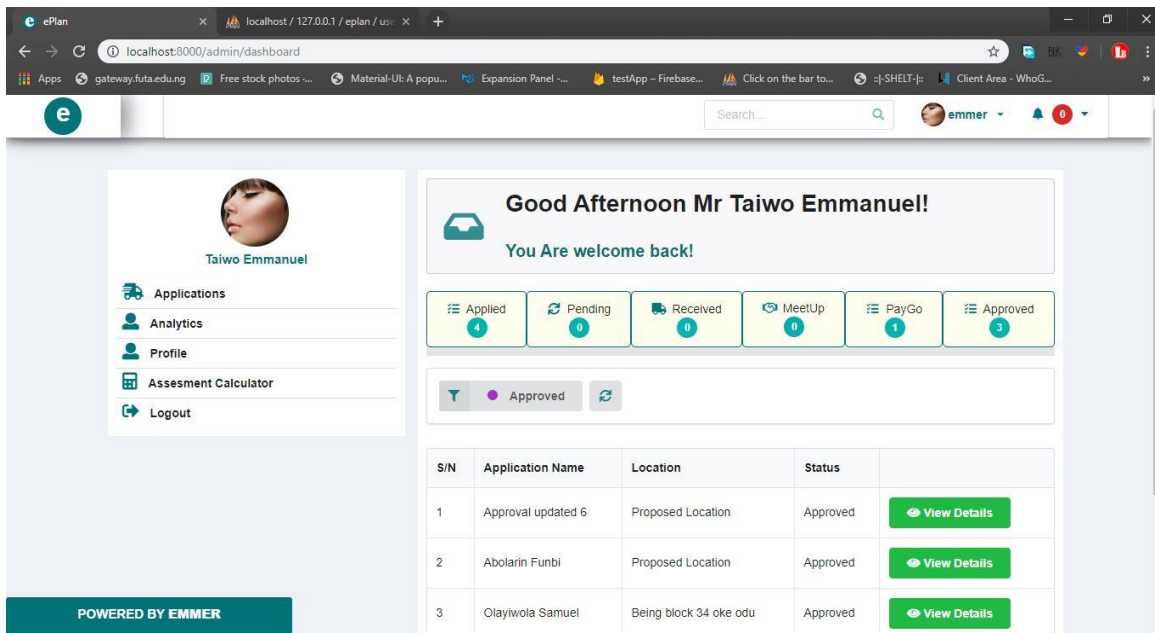 ePlan
localhost / 127.0.0.1 / eplan / use
localhost:8000/admin/dashboard
Apps gateway.futa.edu.ng Free stock photos -... Material-UI: A popu... Expansion Panel -... testApp – Firebase... Click on the bar to... ::|-SHELT-|:: Client Area - WhoG... »
e Search... emmer 0
Taiwo Emmanuel
Applications
Analytics
Profile
Assesment Calculator
Logout
Good Afternoon Mr Taiwo Emmanuel!
You Are welcome back!
Applied Pending Received MeetUp PayGo Approved
4 0 0 0 1 3
Approved
S/N Application Name Location Status
1 Approval updated 6 Proposed Location Approved View Details
2 Abolarin Funbi Proposed Location Approved View Details
3 Olayiwola Samuel Being block 34 oke odu Approved View Details
POWERED BY EMMER